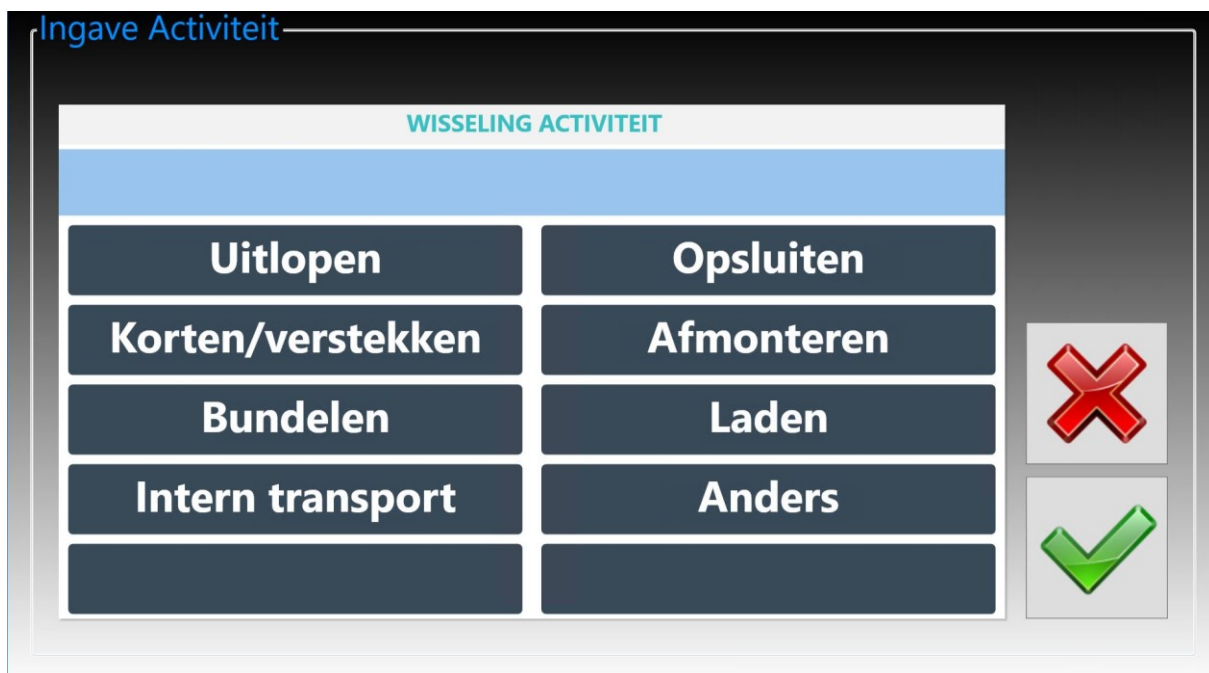 Ingave Activiteit
WISSELING ACTIVITEIT
Uitlopen
Opsluiten
Korten/verstekken
Afmonteren
Bundelen
Laden
Intern transport
Anders